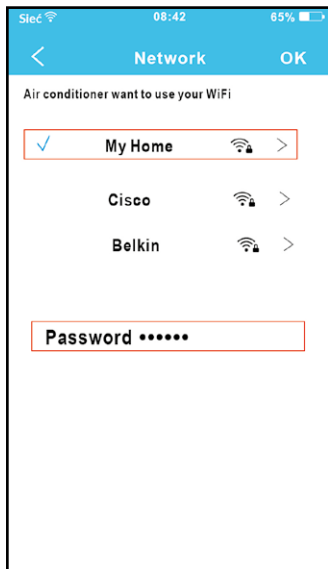 Sieć 08:42 65%
Network OK
Air conditioner want to use your WiFi
My Home
Cisco
Belkin
Password ••••••